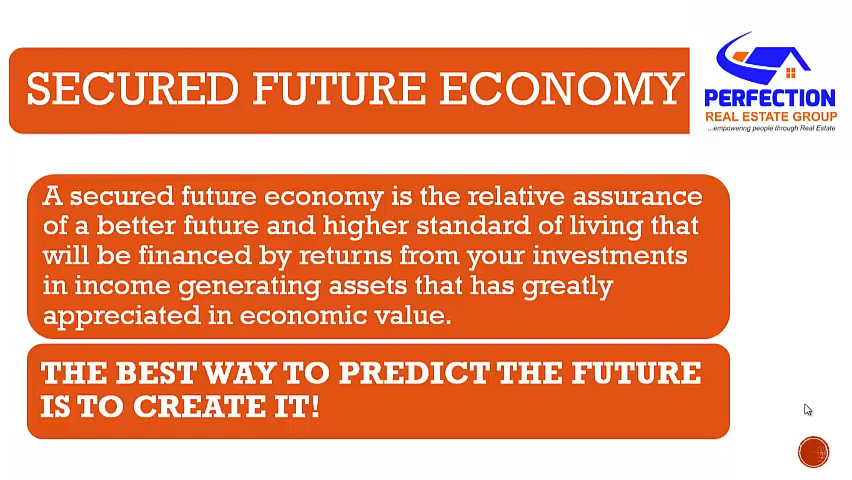 SECURED FUTURE ECONOMY
PERFECTION
REAL ESTATE GROUP
...empowering people through Real Estate
A secured future economy is the relative assurance
of a better future and higher standard of living that
will be financed by returns from your investments
in income generating assets that has greatly
appreciated in economic value.
THE BEST WAY TO PREDICT THE FUTURE
IS TO CREATE IT!